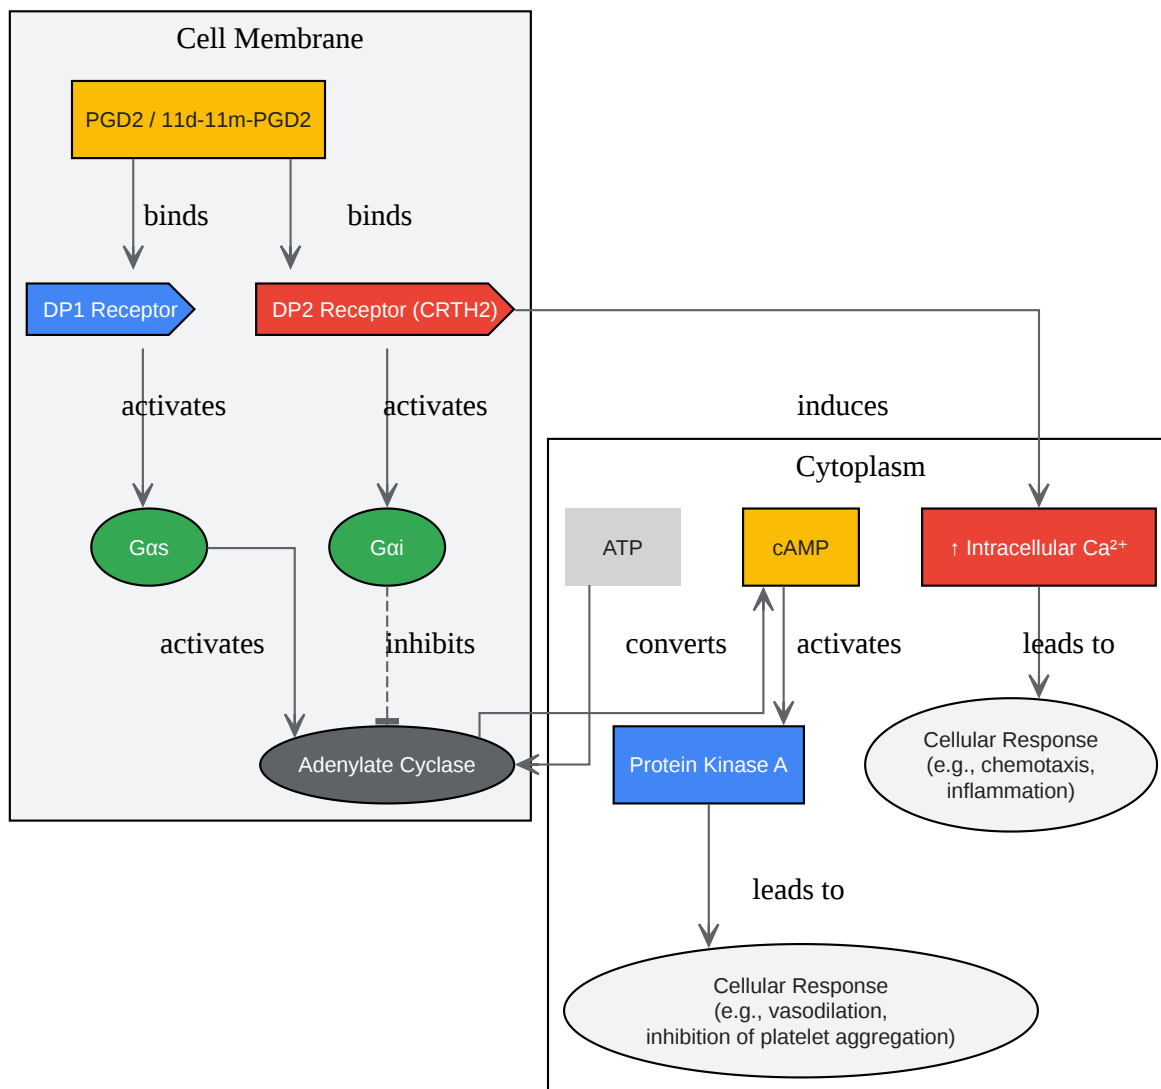 Cell Membrane
PGD2 / 11d-11m-PGD2
binds
binds
DP1 Receptor
DP2 Receptor (CRTH2)
activates
activates
induces
Cytoplasm
Gαs
Gαi
ATP
cAMP
↑ Intracellular Ca²⁺
activates
inhibits
converts
activates
leads to
Adenylate Cyclase
Protein Kinase A
Cellular Response
(e.g., chemotaxis,
inflammation)
leads to
Cellular Response
(e.g., vasodilation,
inhibition of platelet aggregation)